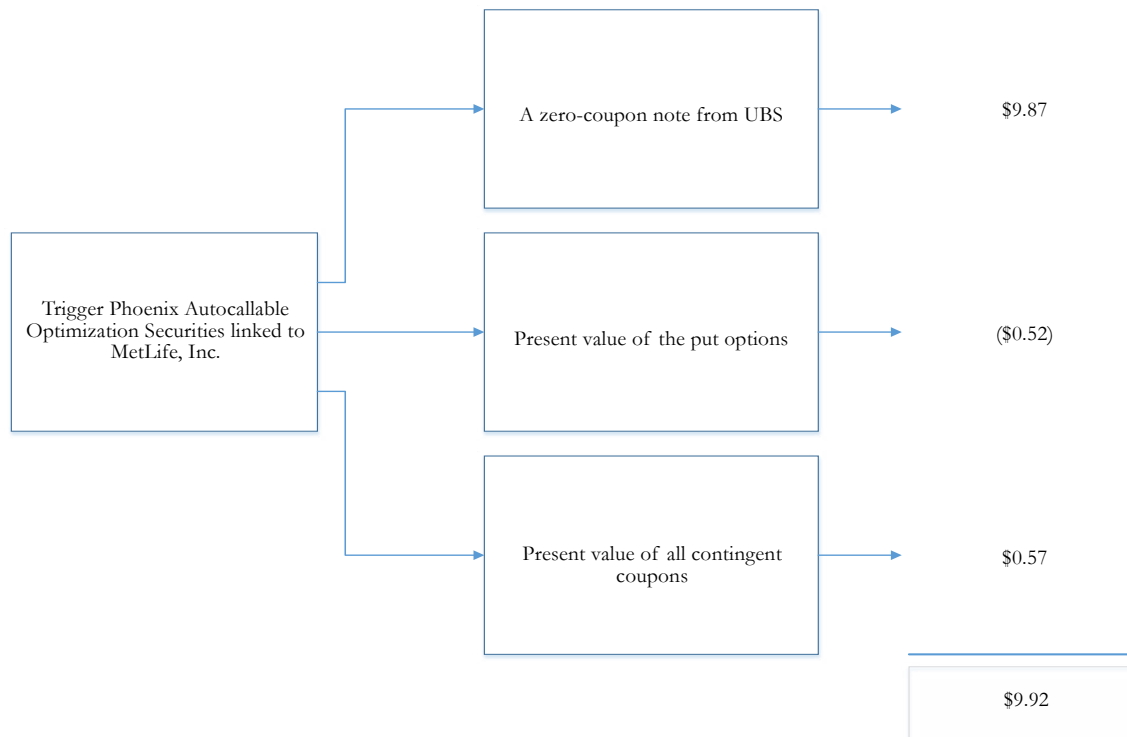 A zero-coupon note from UBS
$9.87
Trigger Phoenix Autocallable
Optimization Securities linked to
MetLife, Inc.
Present value of the put options
($0.52)
Present value of all contingent
coupons
$0.57
$9.92